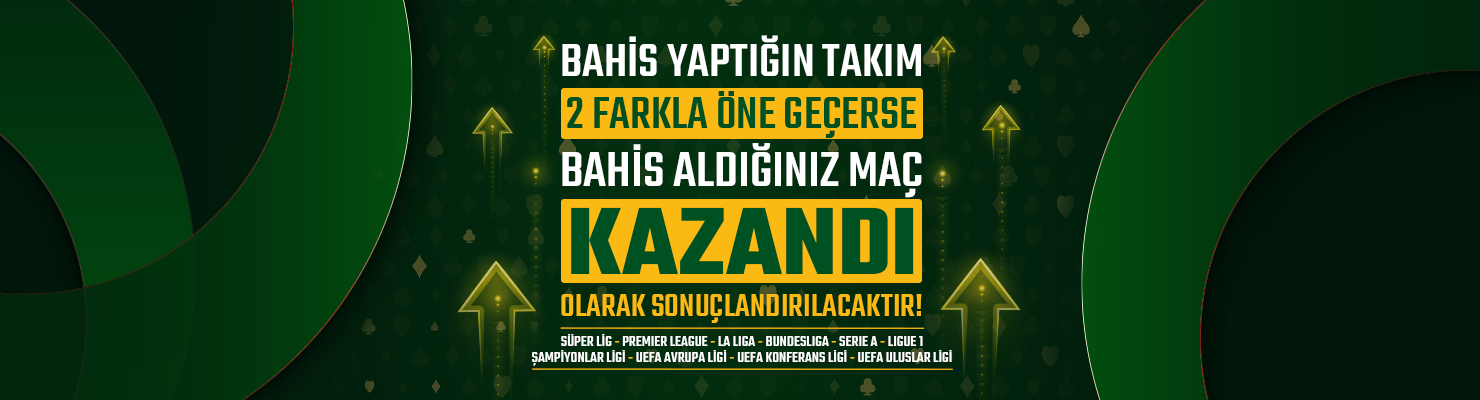 BAHİS YAPTIĞIN TAKIM
2 FARKLA ÖNE GEÇERSE
BAHİS ALDIĞINIZ MAÇ
KAZANDI
OLARAK SONUÇLANDIRILACAKTIR!
SÜPER LİG - PREMIER LEAGUE - LA LIGA - BUNDESLIGA - SERIE A - LIGUE 1
ŞAMPİYONLAR LİGİ - UEFA AVRUPA LİGİ - UEFA KONFERANS LİGİ - UEFA ULUSLAR LİGİ